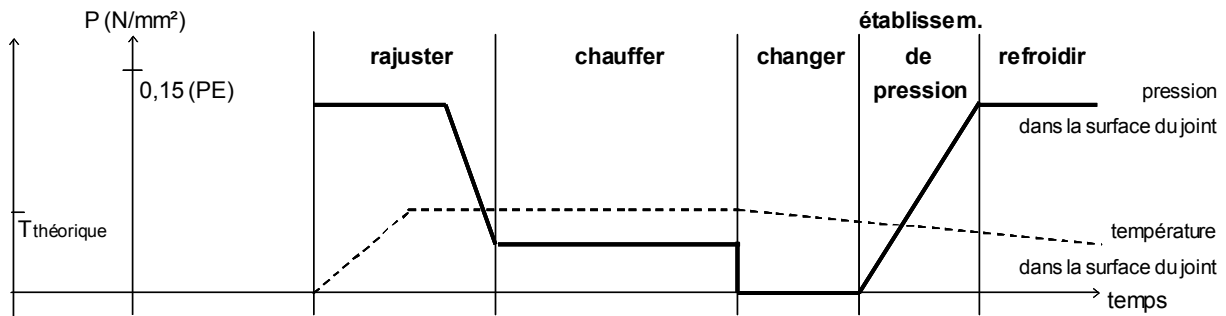 P (N/mm²)
établissem.
rajuster
chauffer
changer
de
refroidir
0,15 (PE)
pression
pression
dans la surface du joint
Tthéorique
température
dans la surface du joint
temps